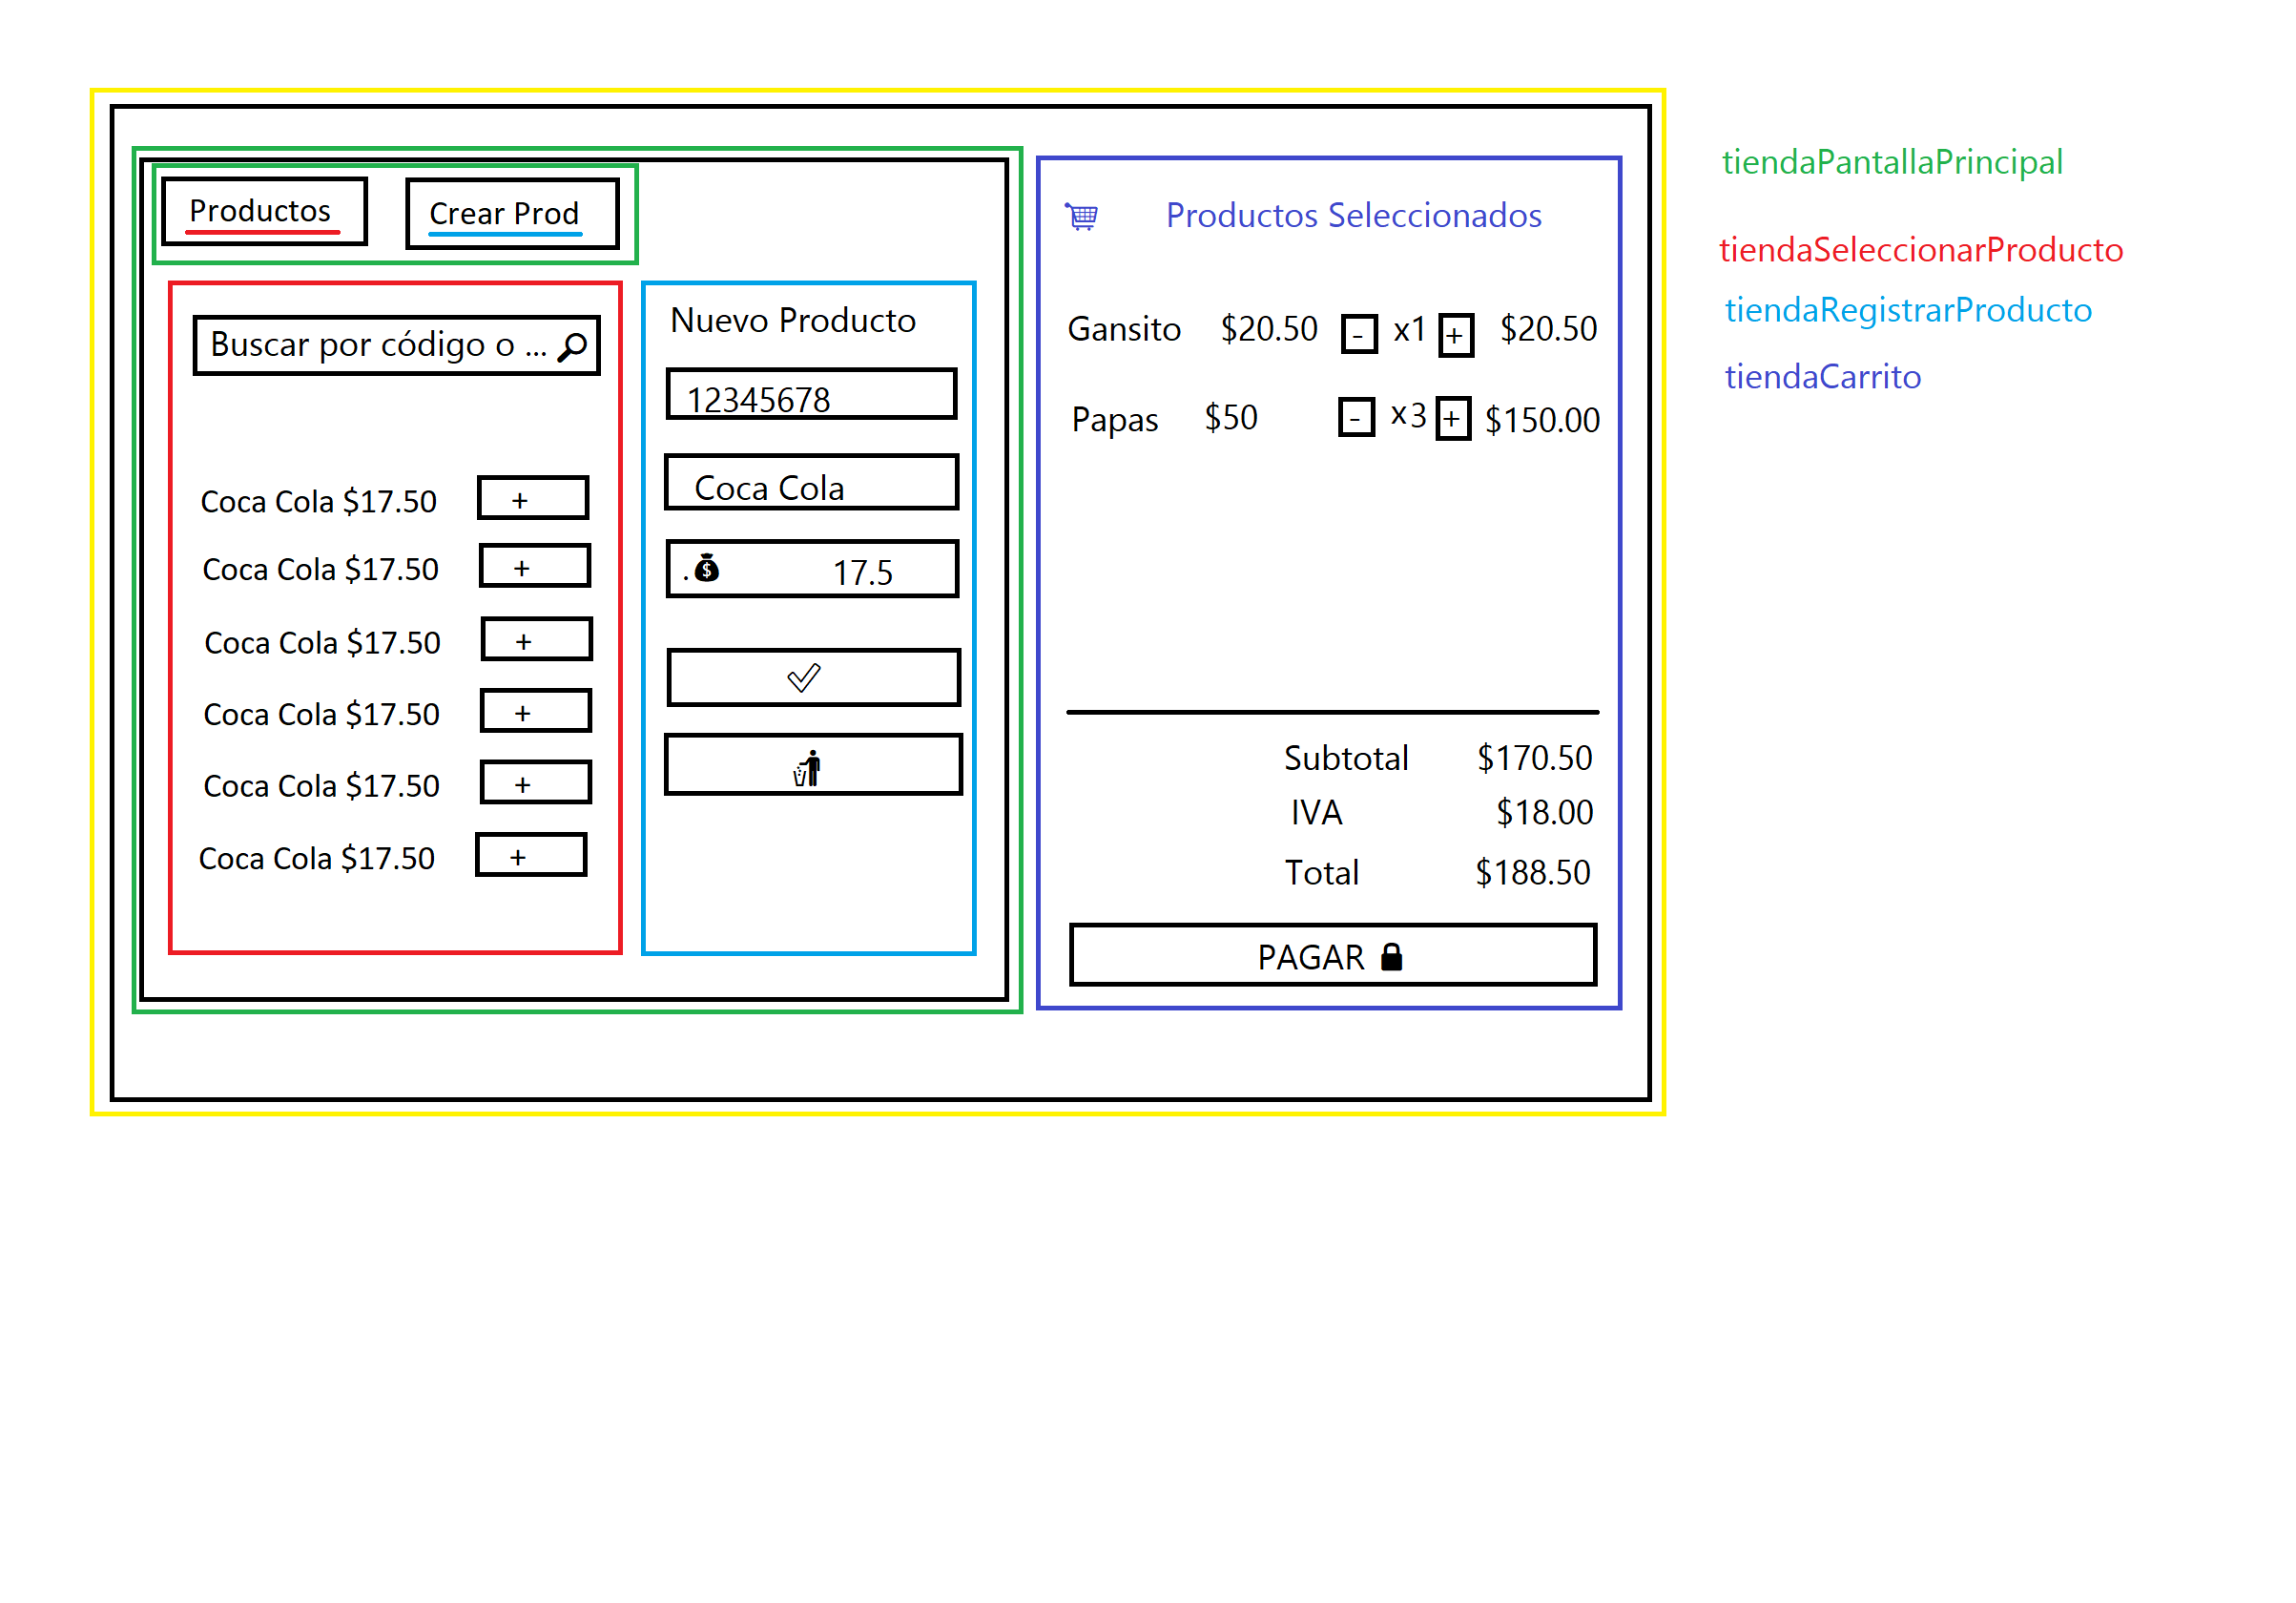 Productos
Crear Prod
Buscar por código o ...
Coca Cola $17.50 +
Coca Cola $17.50 +
Coca Cola $17.50 +
Coca Cola $17.50 +
Coca Cola $17.50 +
Coca Cola $17.50 +
Nuevo Producto
12345678
Coca Cola
. $ 17.5
Productos Seleccionados
Gansito $20.50 - x1 + $20.50
Papas $50 - x3 + $150.00
Subtotal $170.50
IVA $18.00
Total $188.50
PAGAR
tiendaPantallaPrincipal
tiendaSeleccionarProducto
tiendaRegistrarProducto
tiendaCarrito